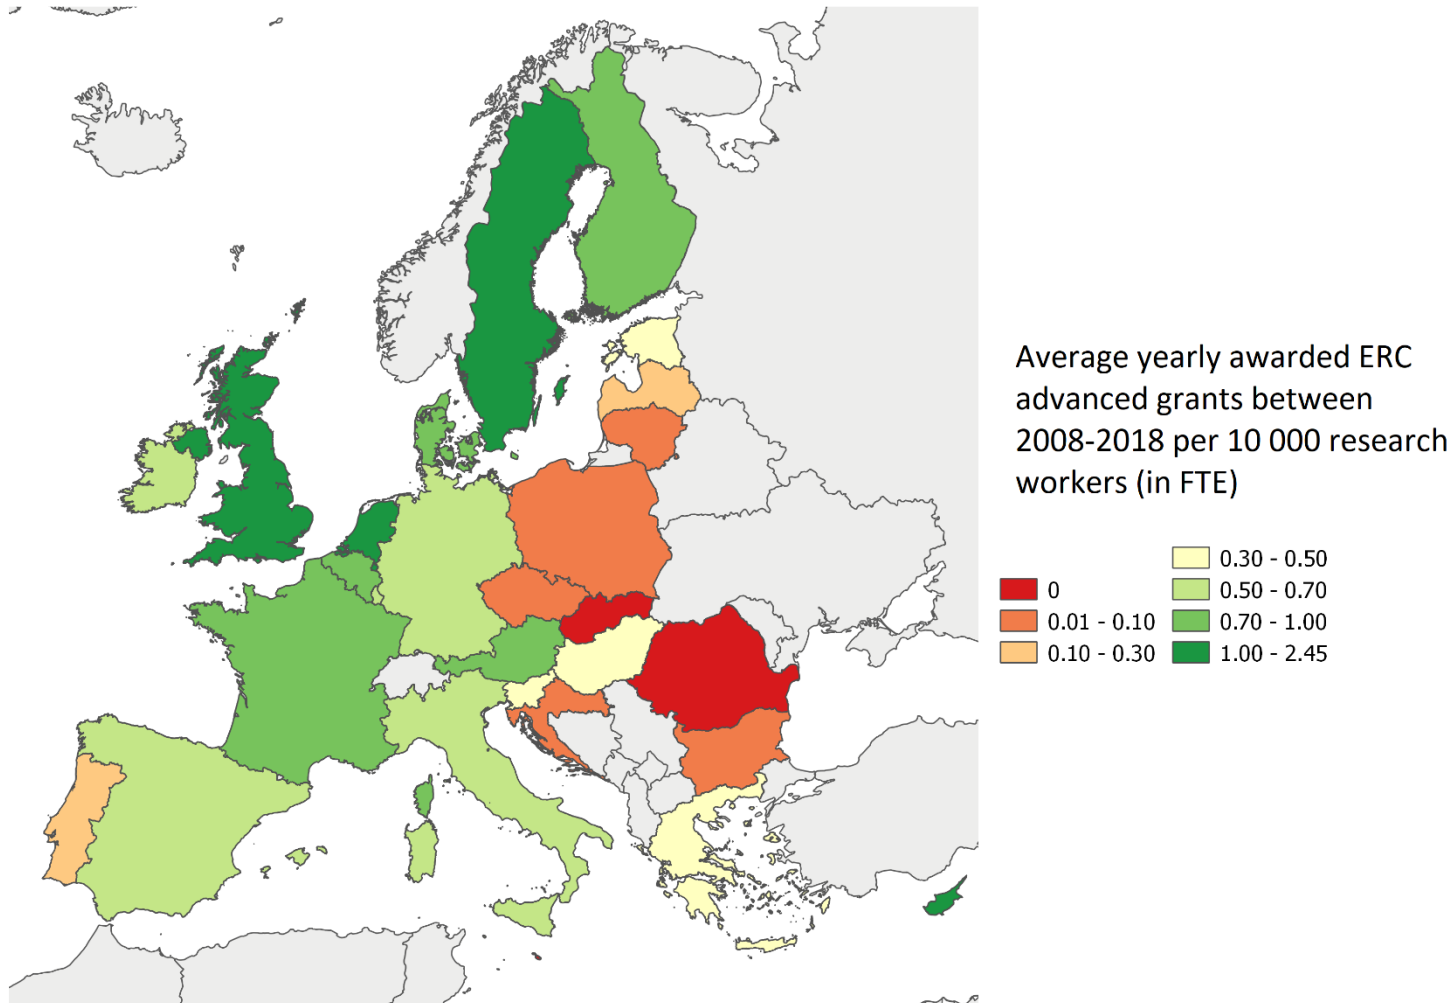 Average yearly awarded ERC
advanced grants between
2008-2018 per 10 000 research
workers (in FTE)
0
0.01 - 0.10
0.10 - 0.30
0.30 - 0.50
0.50 - 0.70
0.70 - 1.00
1.00 - 2.45